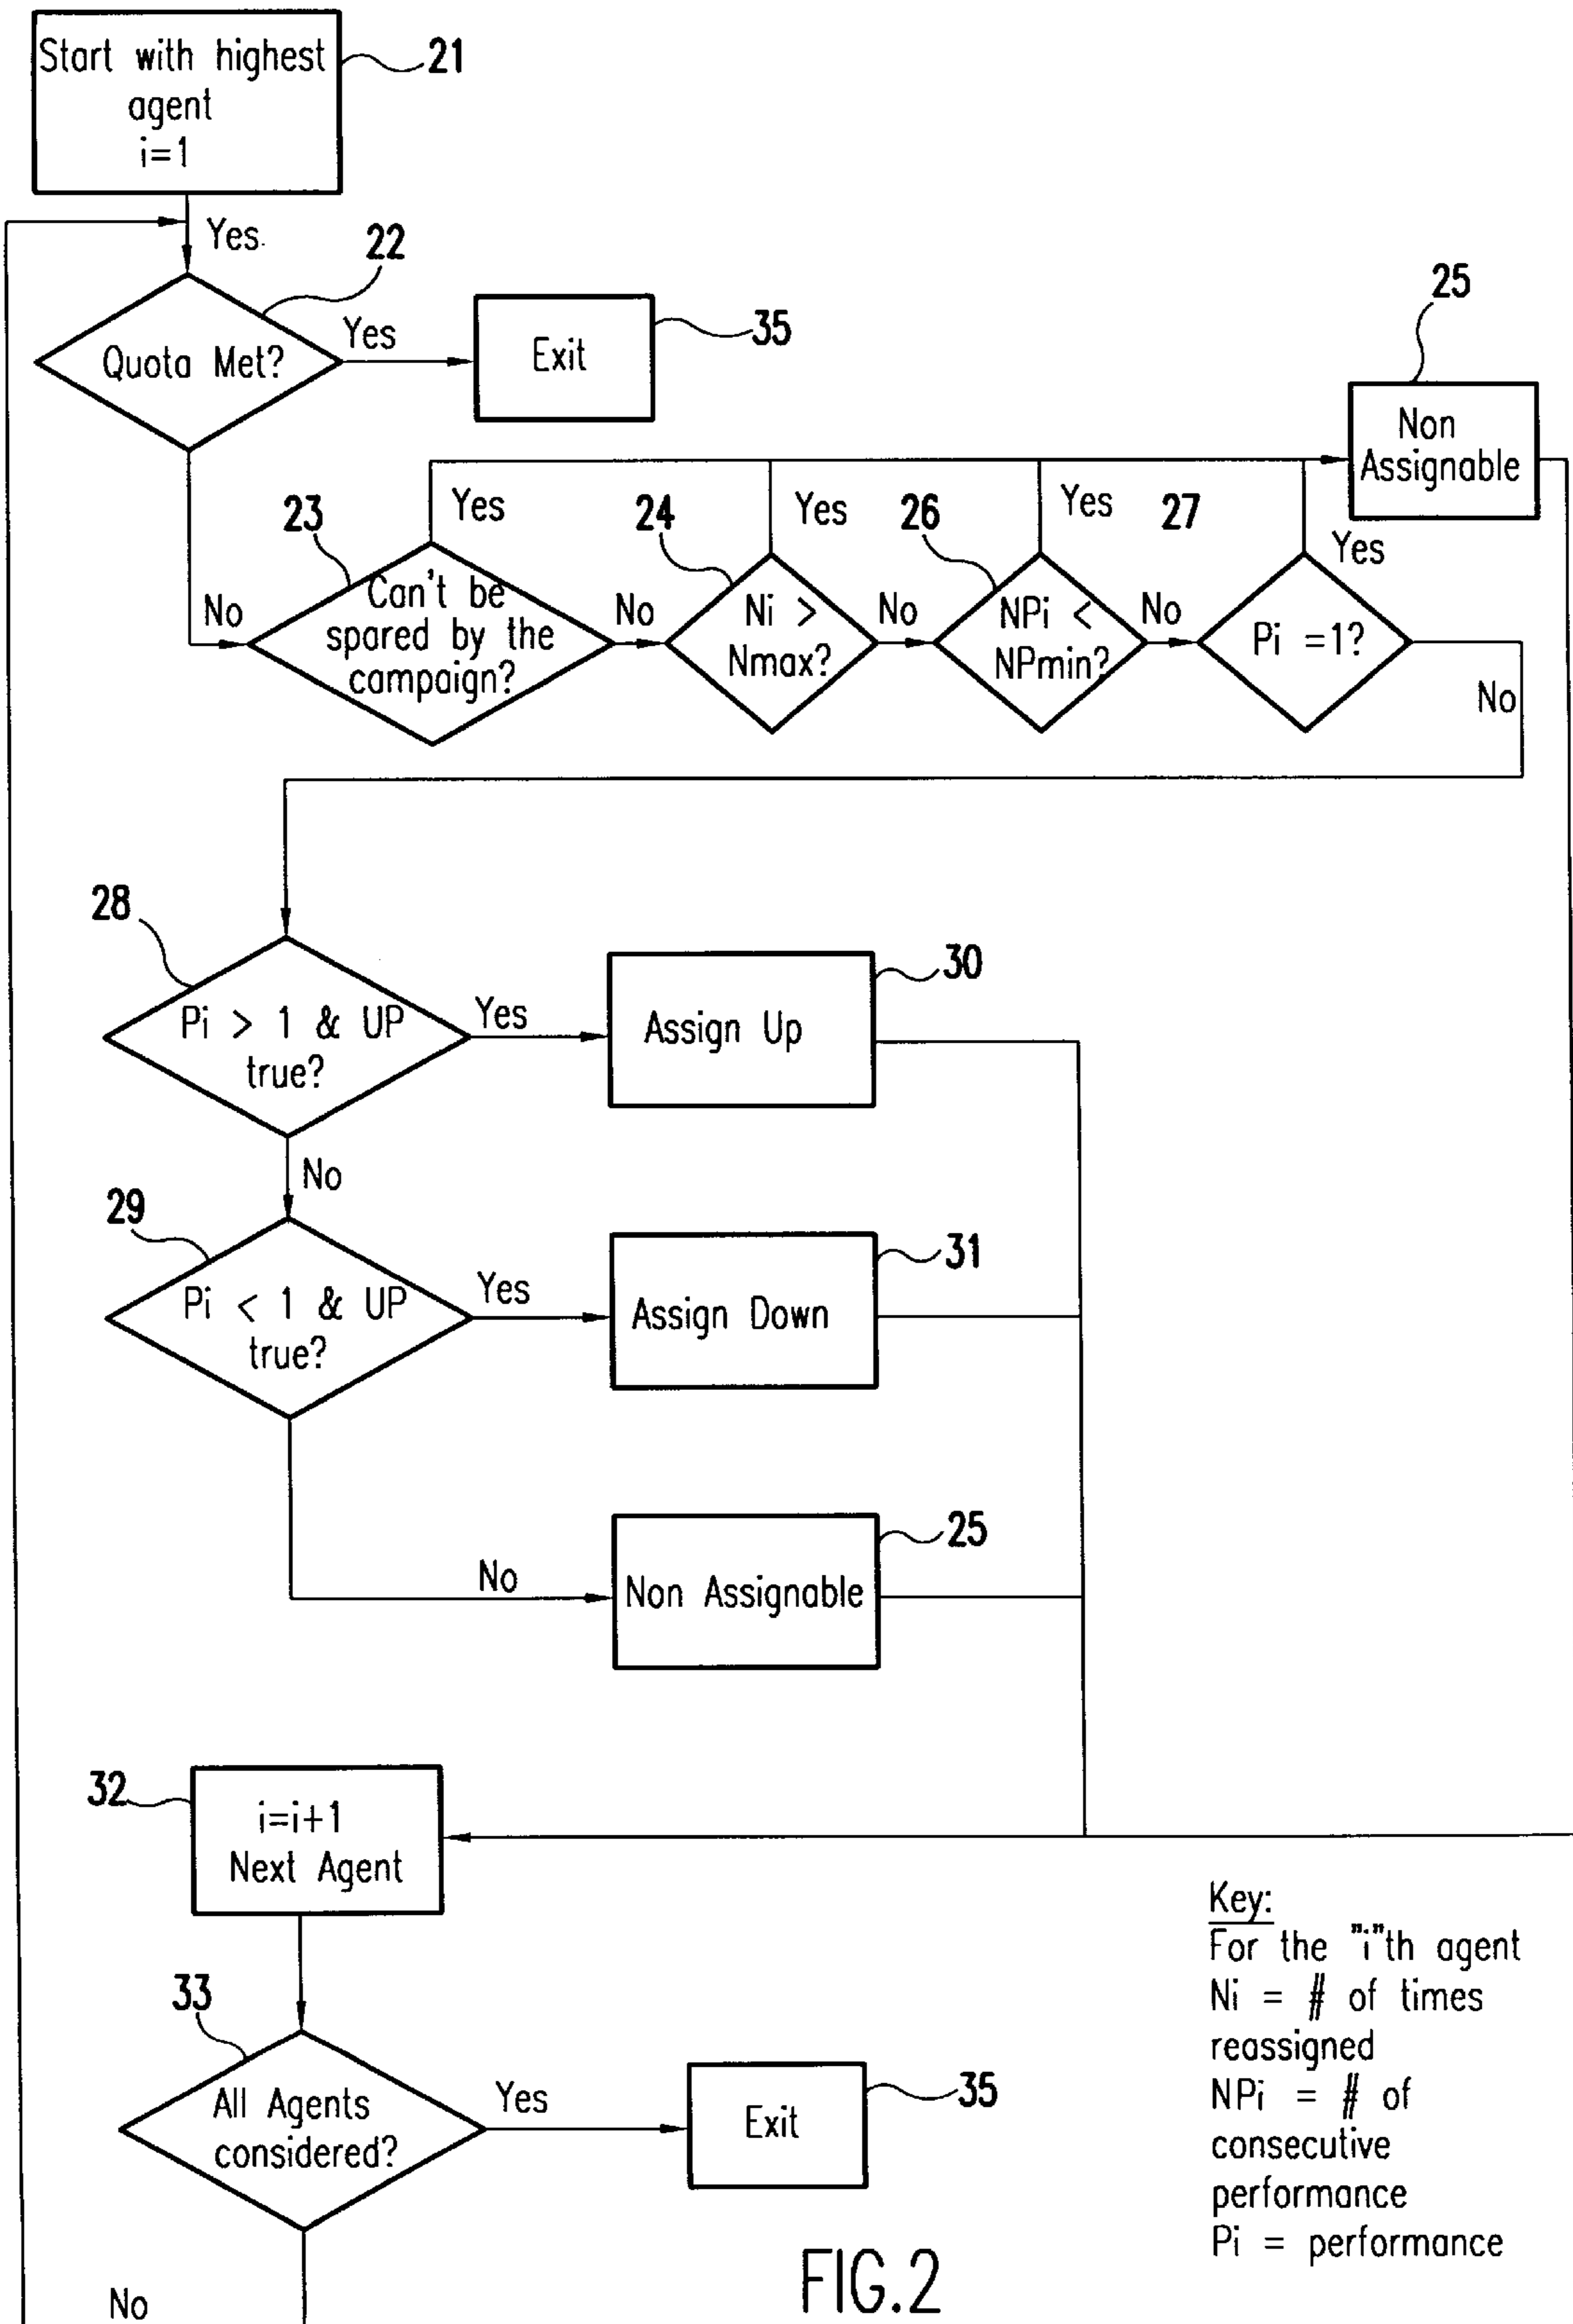 Start with highest
agent
i=1
21
Yes
22
Quota Met?
Yes
Exit
35
25
Non
Assignable
No
23
Can't be
spared by the
campaign?
Yes
No
24
Ni >
Nmax?
Yes
No
26
NPi <
NPmin?
Yes
No
27
Pi =1?
Yes
No
28
Pi > 1 & UP
true?
Yes
Assign Up
30
No
29
Pi < 1 & UP
true?
Yes
Assign Down
31
No
Non Assignable
25
32
i=i+1
Next Agent
33
All Agents
considered?
Yes
Exit
35
No
Key:
For the "i"th agent
Ni = # of times
reassigned
NPi = # of
consecutive
performance
Pi = performance
FIG.2